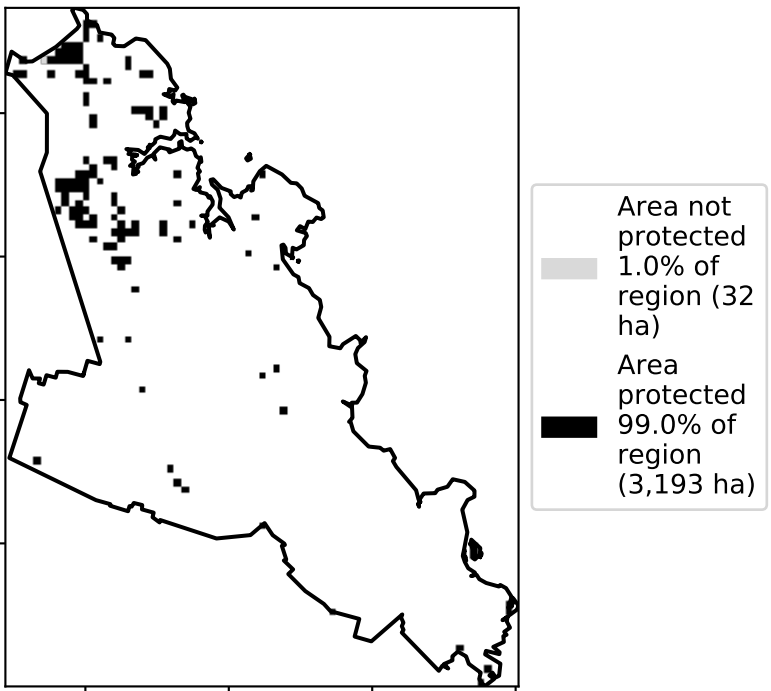 Area not
protected
1.0% of
region (32
ha)
Area
protected
99.0% of
region
(3,193 ha)